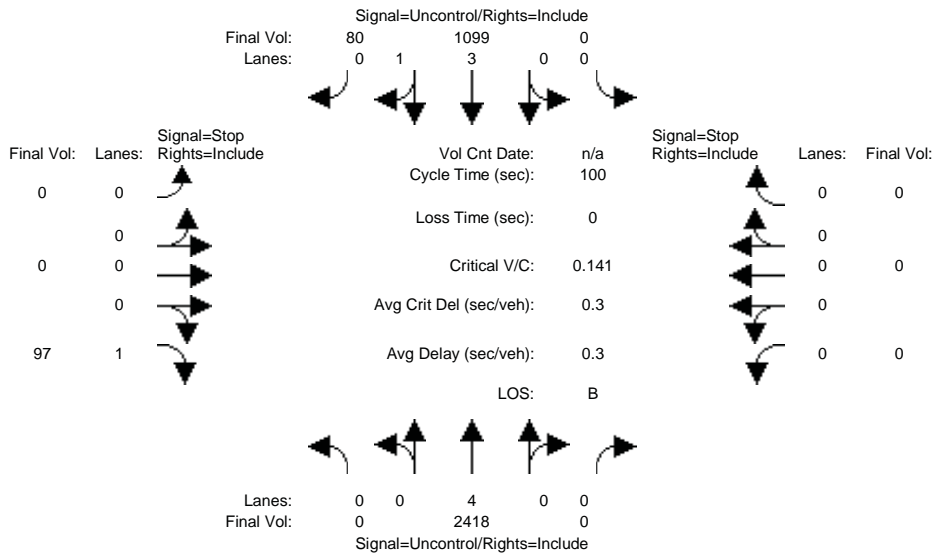 Signal=Uncontrol/Rights=Include
Final Vol: 80 1099 0
Lanes: 0 1 3 0 0
Signal=Stop Signal=Stop
Final Vol: Lanes: Rights=Include Vol Cnt Date: n/a Rights=Include Lanes: Final Vol:
Cycle Time (sec): 100
0 0 0 0
Loss Time (sec): 0
0 0
0 0 Critical V/C: 0.141 0 0
0 Avg Crit Del (sec/veh): 0.3 0
97 1 Avg Delay (sec/veh): 0.3 0 0
LOS: B
Lanes: 0 0 4 0 0
Final Vol: 0 2418 0
Signal=Uncontrol/Rights=Include